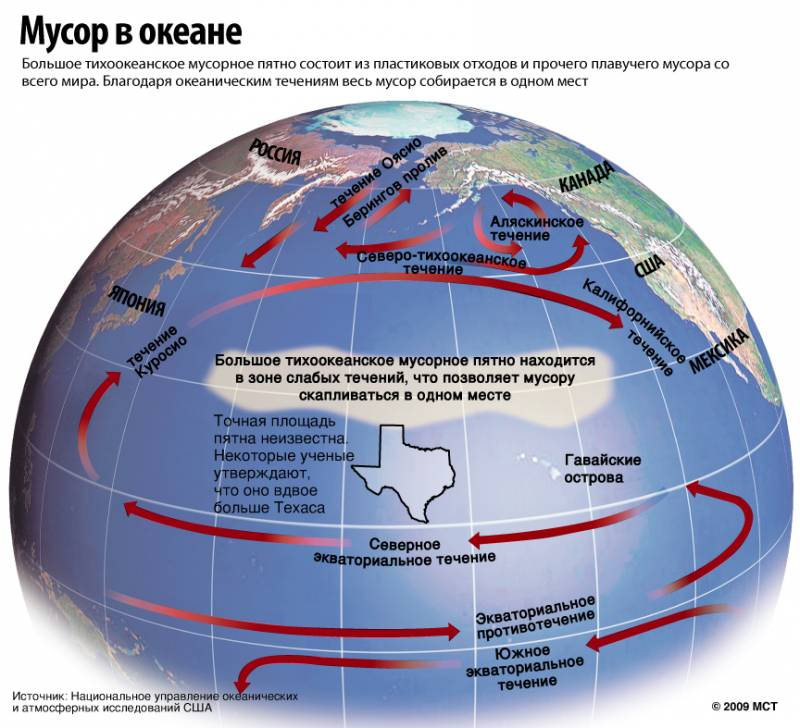 Мусор в океане
Большое тихоокеанское мусорное пятно состоит из пластиковых отходов и прочего плавучего мусора со
всего мира. Благодаря океаническим течениям весь мусор собирается в одном мест
РОССИЯ
течение Оясио
Берингов пролив
КАНАДА
Аляскинское
течение
Северо-тихоокеанское
течение
США
ЯПОНИЯ
Калифорнийское
течение
МЕКСИКА
течение
Куросио
Большое тихоокеанское мусорное пятно находится
в зоне слабых течений, что позволяет мусору
скапливаться в одном месте
Точная площадь
пятна неизвестна.
Некоторые ученые
утверждают,
что оно вдвое
больше Техаса
Гавайские
острова
Северное
экваториальное течение
Экваториальное
противотечение
Южное
экваториальное
течение
Источник: Национальное управление океанических
и атмосферных исследований США
© 2009 MCT